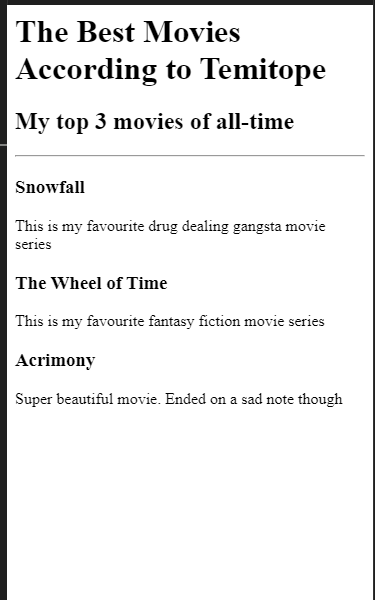 The Best Movies
According to Temitope
My top 3 movies of all-time
Snowfall
This is my favourite drug dealing gangsta movie
series
The Wheel of Time
This is my favourite fantasy fiction movie series
Acrimony
Super beautiful movie. Ended on a sad note though